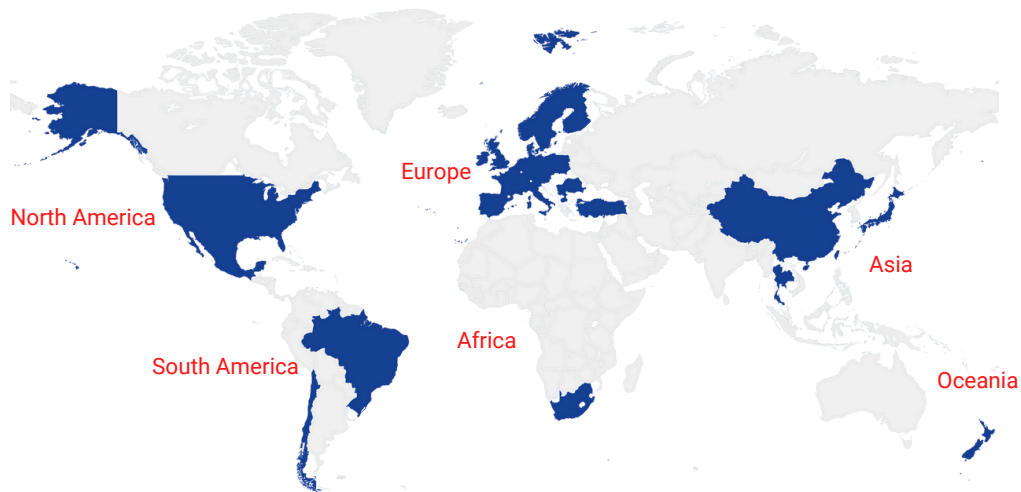 Europe
North America
Asia
Africa
South America
Oceania